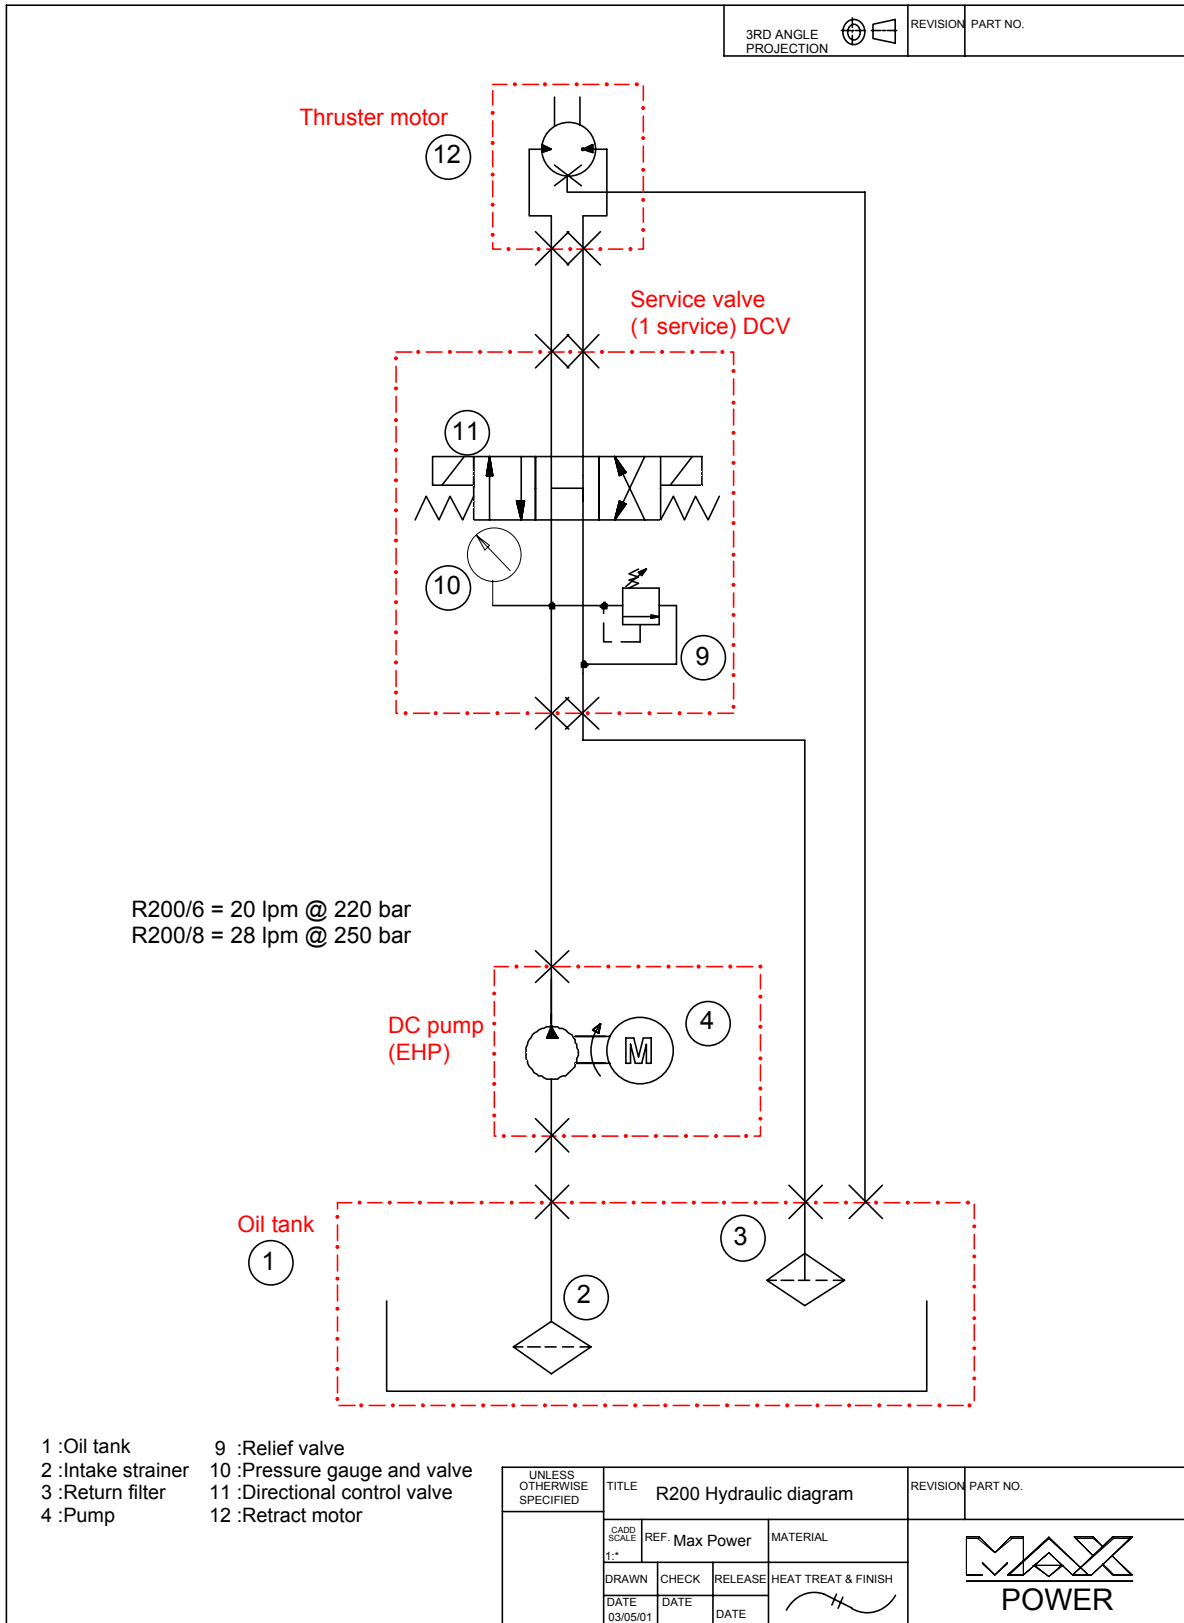 3RD ANGLE
PROJECTION
REVISION
PART NO.
Thruster motor
12
Service valve
(1 service) DCV
11
10
9
R200/6 = 20 lpm @ 220 bar
R200/8 = 28 lpm @ 250 bar
DC pump
(EHP)
4
M
Oil tank
1
3
2
1 :Oil tank
2 :Intake strainer
3 :Return filter
4 :Pump
9 :Relief valve
10 :Pressure gauge and valve
11 :Directional control valve
12 :Retract motor
UNLESS
OTHERWISE
SPECIFIED
TITLE R200 Hydraulic diagram
REVISION
PART NO.
CADD
SCALE
1:*
REF. Max Power
MATERIAL
DRAWN
CHECK
RELEASE
HEAT TREAT & FINISH
DATE
03/05/01
DATE
DATE
MAX
POWER